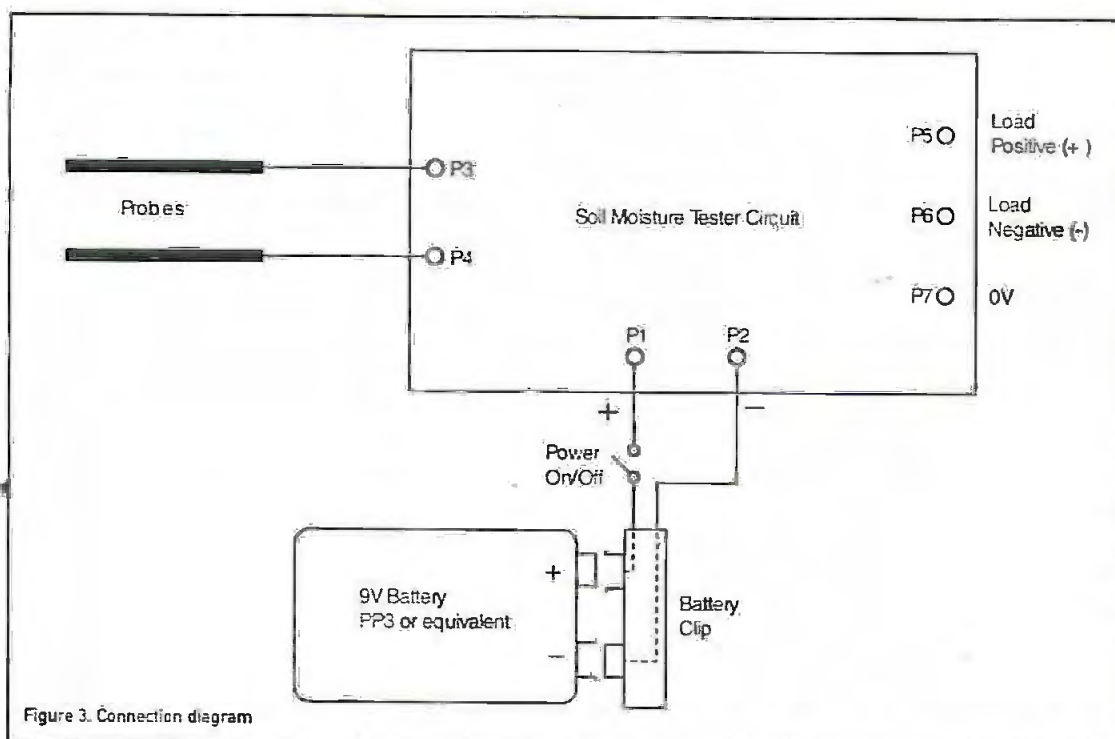 P5
Load
Positive (+)
P3
Probes
Soil Moisture Tester Circuit
P6
Load
Negative (-)
P4
P7
0V
P1
P2
+
−
Power
On/Off
+
9V Battery
PP3 or equivalent
−
Battery
Clip
Figure 3. Connection diagram